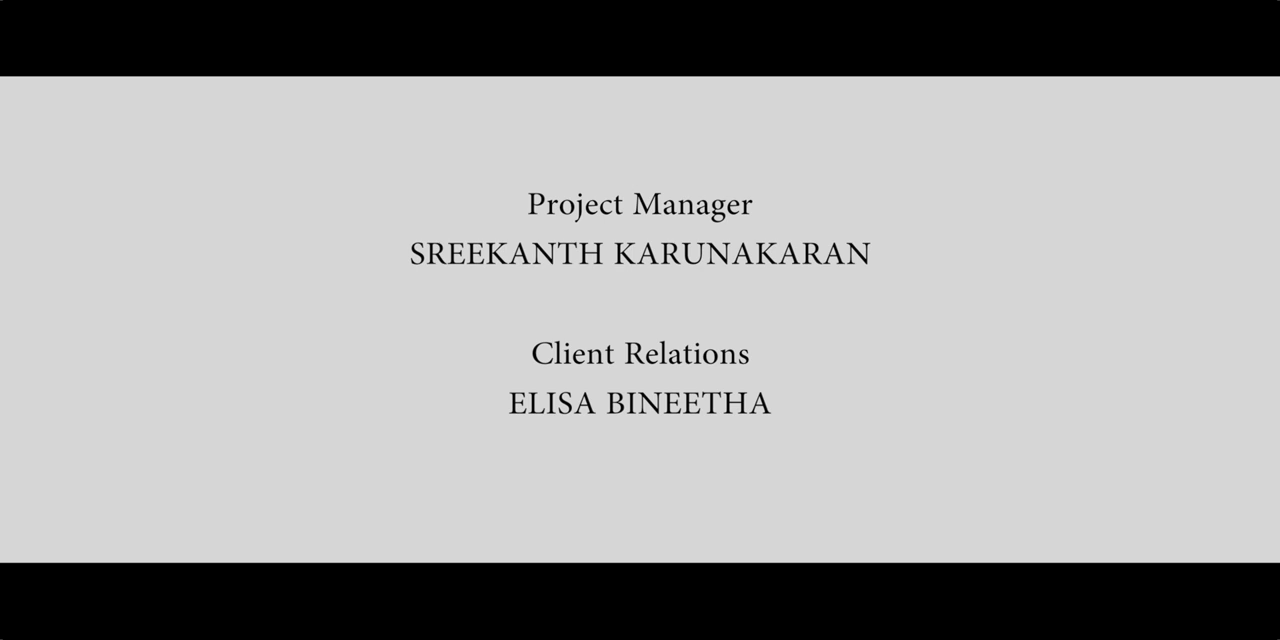 Project Manager
SREEKANTH KARUNAKARAN
Client Relations
ELISA BINEETHA